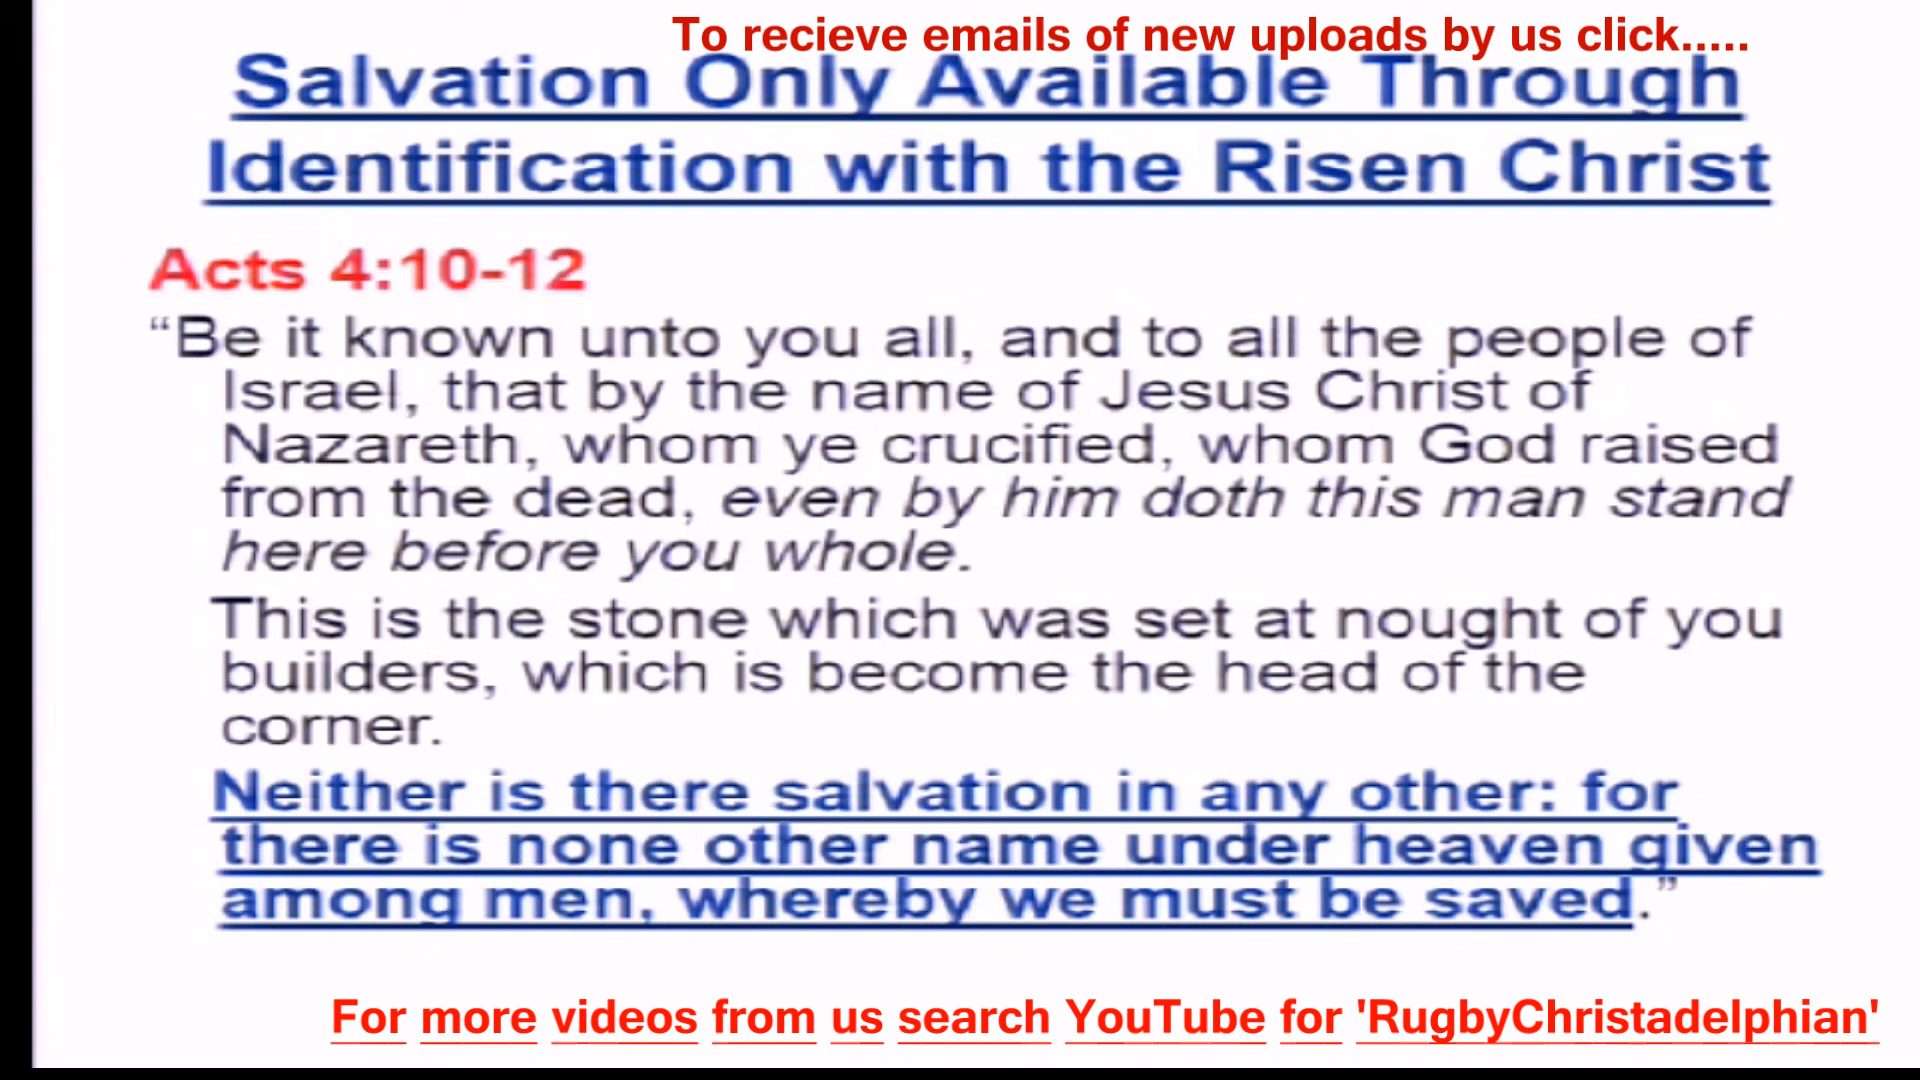 To recieve emails of new uploads by us click.....
Salvation Only Available Through
Identification with the Risen Christ
Acts 4:10-12
“Be it known unto you all, and to all the people of
Israel, that by the name of Jesus Christ of
Nazareth, whom ye crucified, whom God raised
from the dead, even by him doth this man stand
here before you whole.
This is the stone which was set at nought of you
builders, which is become the head of the
corner.
Neither is there salvation in any other: for
there is none other name under heaven given
among men, whereby we must be saved.”
For more videos from us search YouTube for 'RugbyChristadelphian'